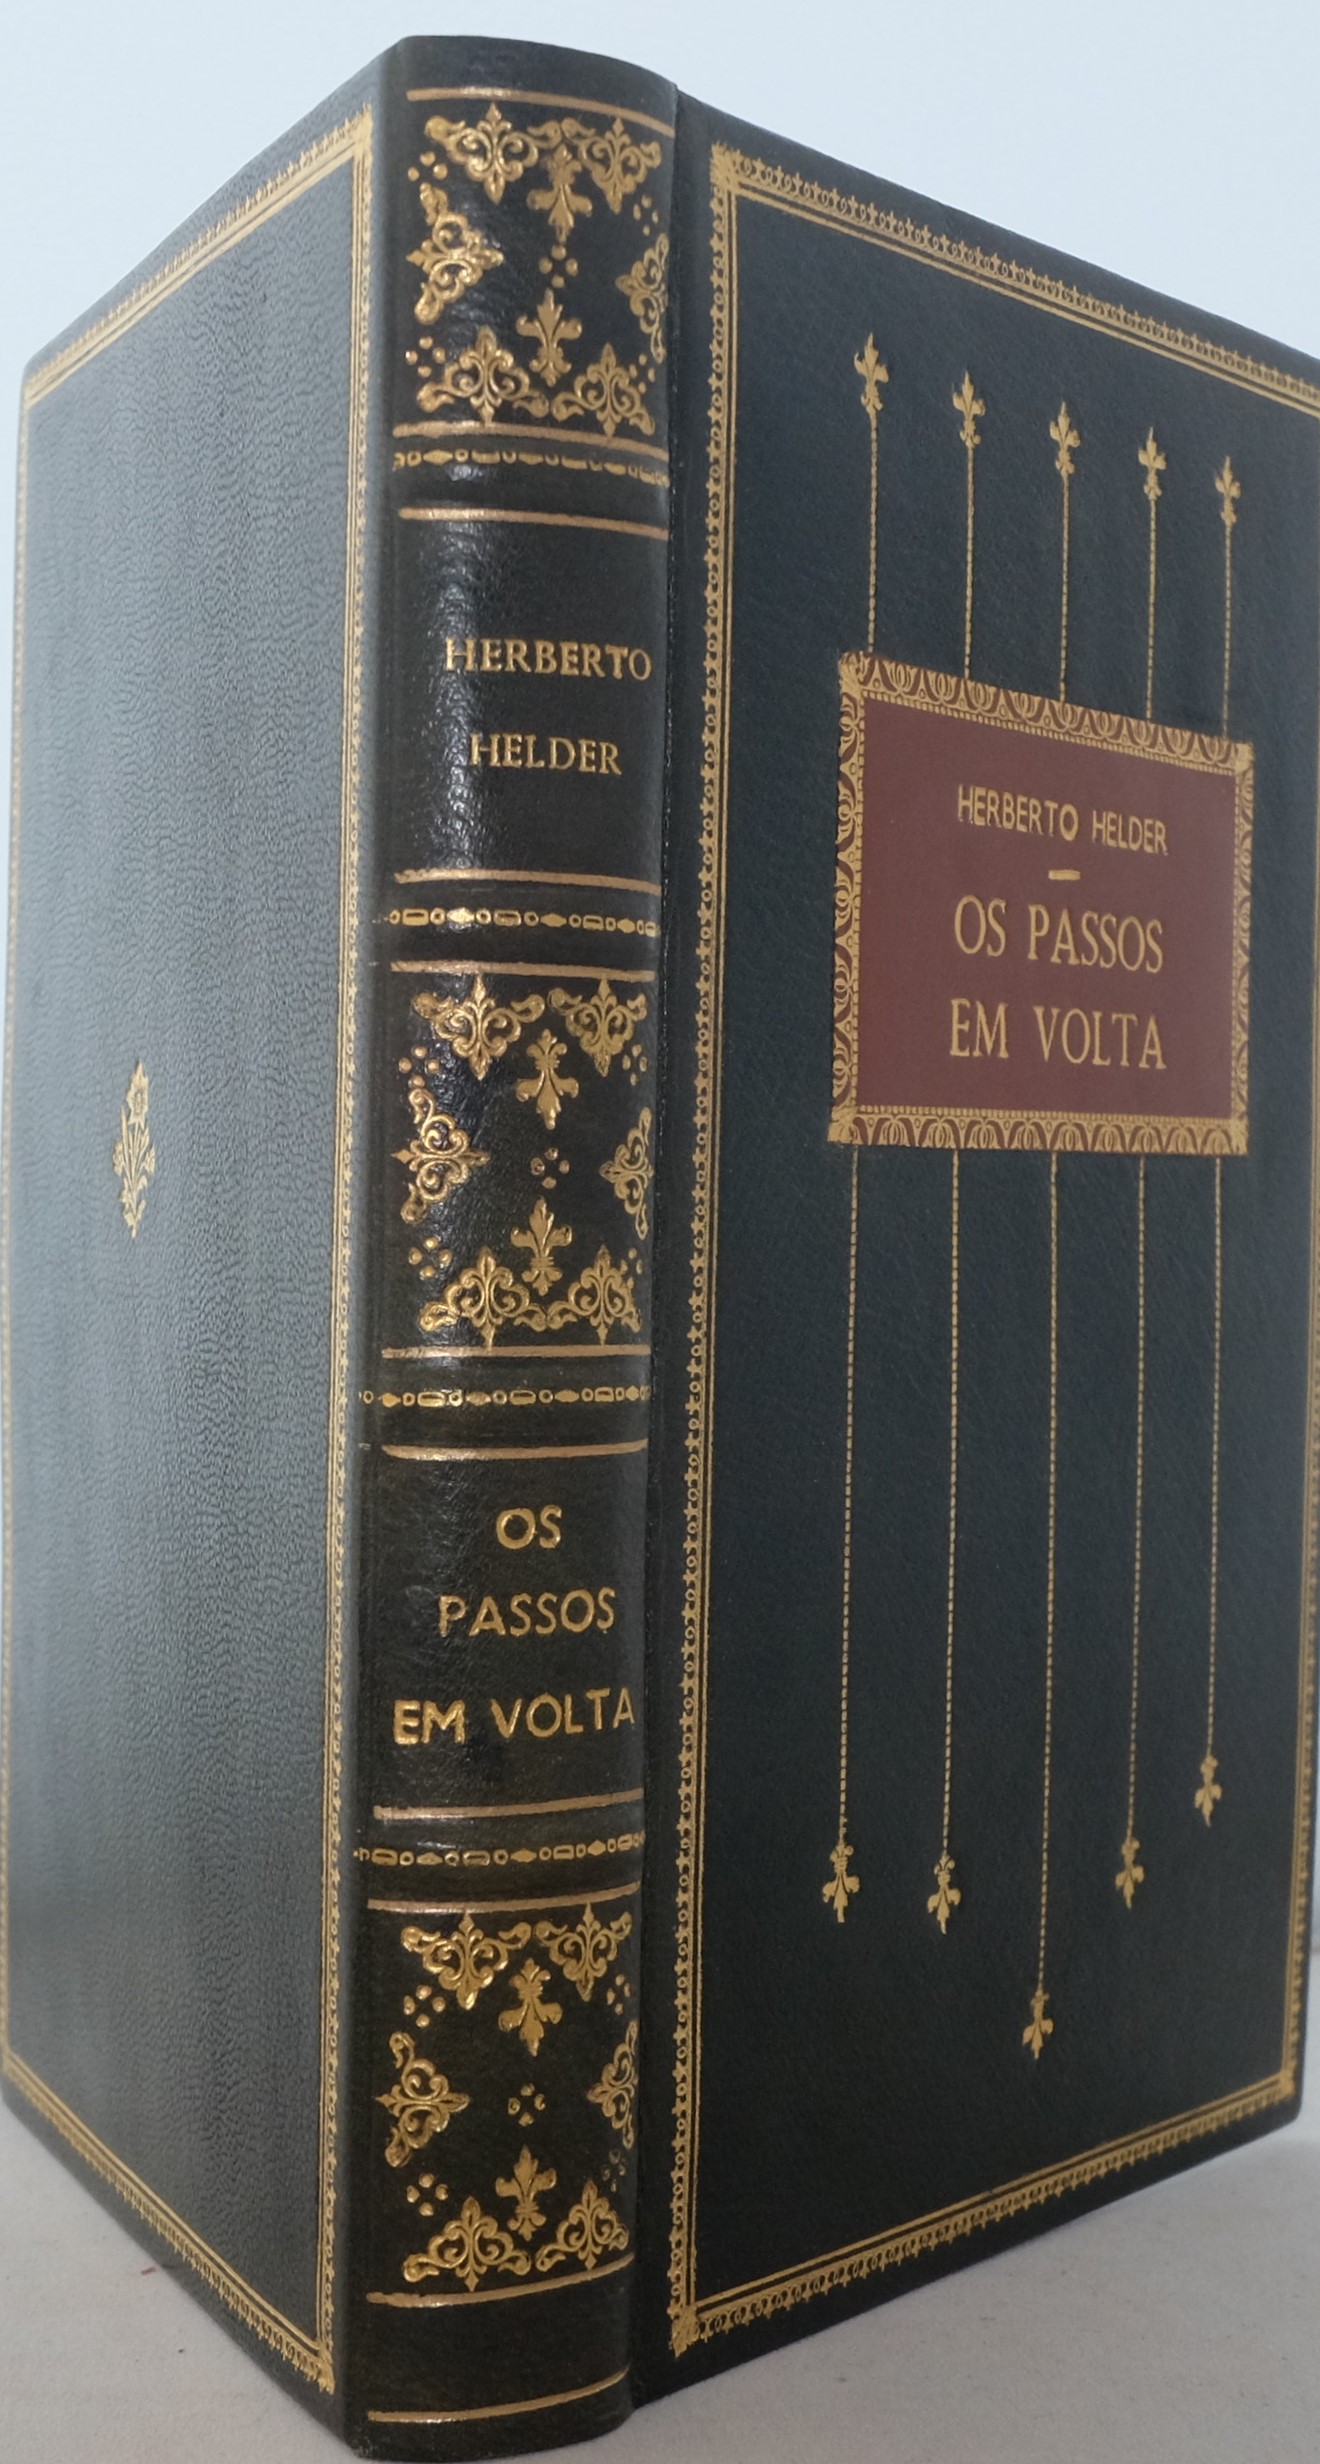 HERBERTO
HELDER
OS
PASSOS
EM VOLTA
HERBERTO HELDER
OS PASSOS
EM VOLTA